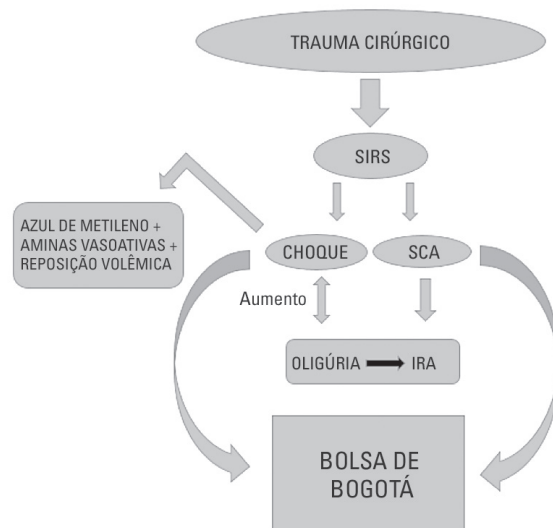 TRAUMA CIRÚRGICO
SIRS
AZUL DE METILENO +
AMINAS VASOATIVAS +
REPOSIÇÃO VOLÊMICA
CHOQUE
SCA
Aumento
OLIGÚRIA
IRA
BOLSA DE
BOGOTÁ